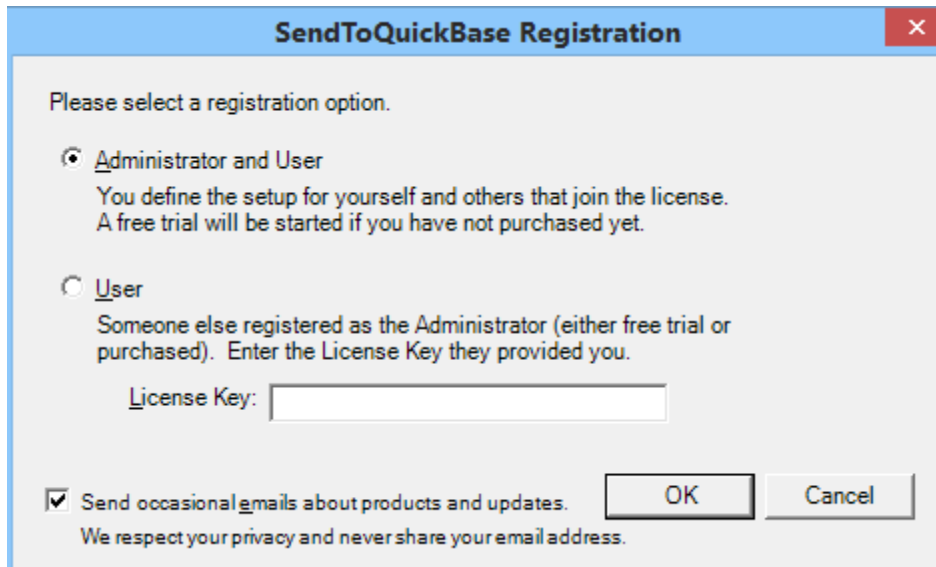 SendToQuickBase Registration
Please select a registration option.
Administrator and User
You define the setup for yourself and others that join the license.
A free trial will be started if you have not purchased yet.
User
Someone else registered as the Administrator (either free trial or
purchased). Enter the License Key they provided you.
License Key:
Send occasional emails about products and updates.
OK
Cancel
We respect your privacy and never share your email address.